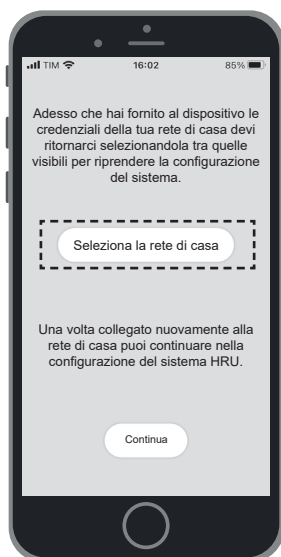 TIM 16:02 85%
Adesso che hai fornito al dispositivo le
credenziali della tua rete di casa devi
ritornarci selezionandola tra quelle
visibili per riprendere la configurazione
del sistema.
Seleziona la rete di casa
Una volta collegato nuovamente alla
rete di casa puoi continuare nella
configurazione del sistema HRU.
Continua